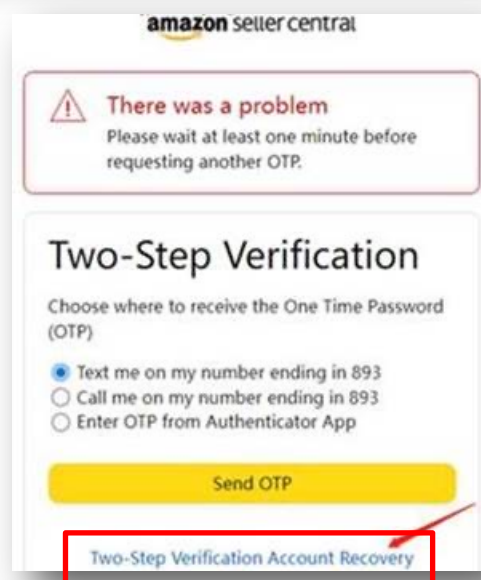 amazon seller central
There was a problem
Please wait at least one minute before
requesting another OTP.
Two-Step Verification
Choose where to receive the One Time Password
(OTP)
Text me on my number ending in 893
Call me on my number ending in 893
Enter OTP from Authenticator App
Send OTP
Two-Step Verification Account Recovery